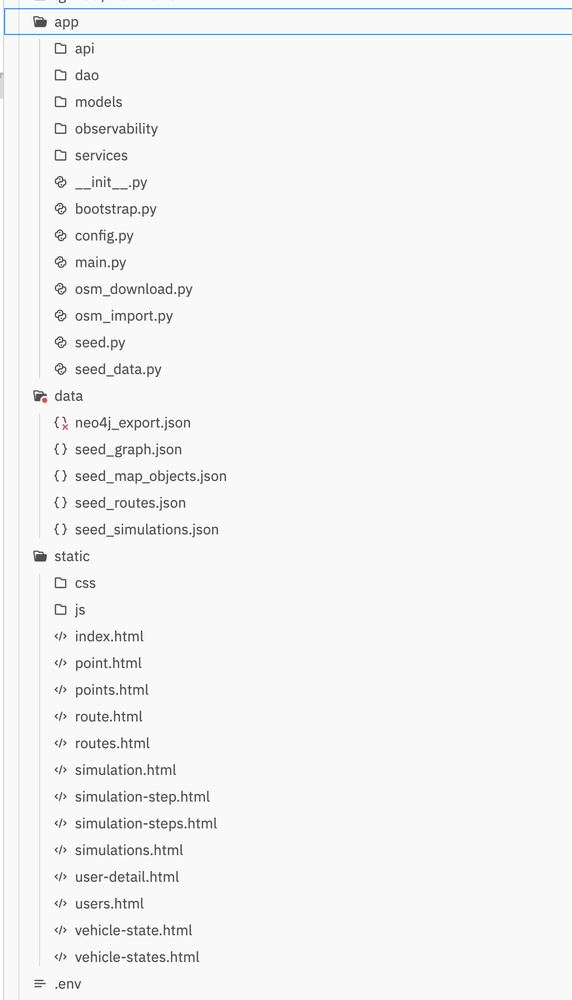 app
api
dao
models
observability
services
__init__.py
bootstrap.py
config.py
main.py
osm_download.py
osm_import.py
seed.py
seed_data.py
data
neo4j_export.json
seed_graph.json
seed_map_objects.json
seed_routes.json
seed_simulations.json
static
css
js
index.html
point.html
points.html
route.html
routes.html
simulation.html
simulation-step.html
simulation-steps.html
simulations.html
user-detail.html
users.html
vehicle-state.html
vehicle-states.html
.env